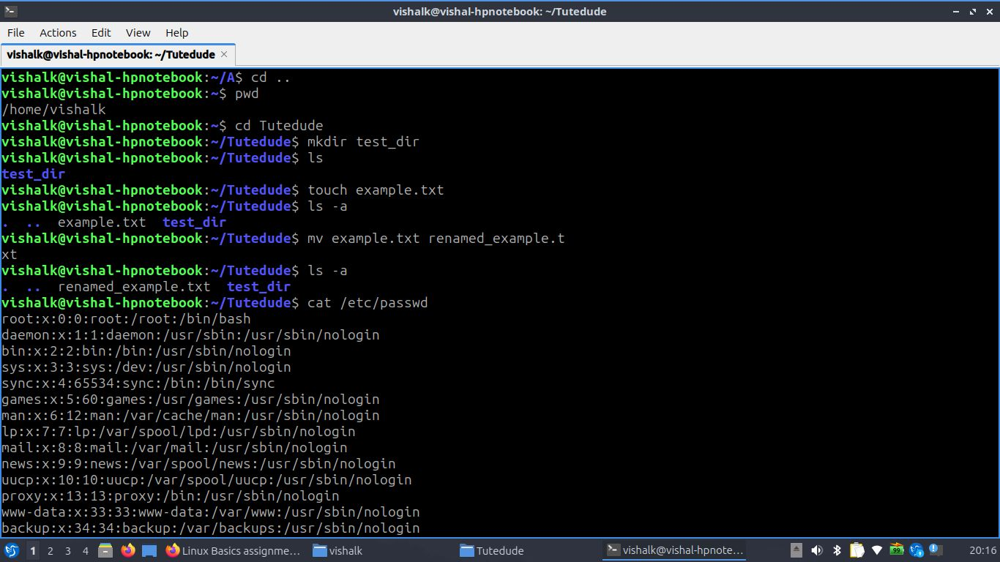 vishalk@vishal-hpnotebook: ~/Tutedude
File Actions Edit View Help
vishalk@vishal-hpnotebook: ~/Tutedude
vishalk@vishal-hpnotebook:~/A$ cd ..
vishalk@vishal-hpnotebook:~$ pwd
/home/vishalk
vishalk@vishal-hpnotebook:~$ cd Tutedude
vishalk@vishal-hpnotebook:~/Tutedude$ mkdir test_dir
vishalk@vishal-hpnotebook:~/Tutedude$ ls
test_dir
vishalk@vishal-hpnotebook:~/Tutedude$ touch example.txt
vishalk@vishal-hpnotebook:~/Tutedude$ ls -a
.  ..  example.txt  test_dir
vishalk@vishal-hpnotebook:~/Tutedude$ mv example.txt renamed_example.t
xt
vishalk@vishal-hpnotebook:~/Tutedude$ ls -a
.  ..  renamed_example.txt  test_dir
vishalk@vishal-hpnotebook:~/Tutedude$ cat /etc/passwd
root:x:0:0:root:/root:/bin/bash
daemon:x:1:1:daemon:/usr/sbin:/usr/sbin/nologin
bin:x:2:2:bin:/bin:/usr/sbin/nologin
sys:x:3:3:sys:/dev:/usr/sbin/nologin
sync:x:4:65534:sync:/bin:/bin/sync
games:x:5:60:games:/usr/games:/usr/sbin/nologin
man:x:6:12:man:/var/cache/man:/usr/sbin/nologin
lp:x:7:7:lp:/var/spool/lpd:/usr/sbin/nologin
mail:x:8:8:mail:/var/mail:/usr/sbin/nologin
news:x:9:9:news:/var/spool/news:/usr/sbin/nologin
uucp:x:10:10:uucp:/var/spool/uucp:/usr/sbin/nologin
proxy:x:13:13:proxy:/bin:/usr/sbin/nologin
www-data:x:33:33:www-data:/var/www:/usr/sbin/nologin
backup:x:34:34:backup:/var/backups:/usr/sbin/nologin
1 2 3 4 Linux Basics assignme... vishalk Tutedude vishalk@vishal-hpnote... 99 20:16